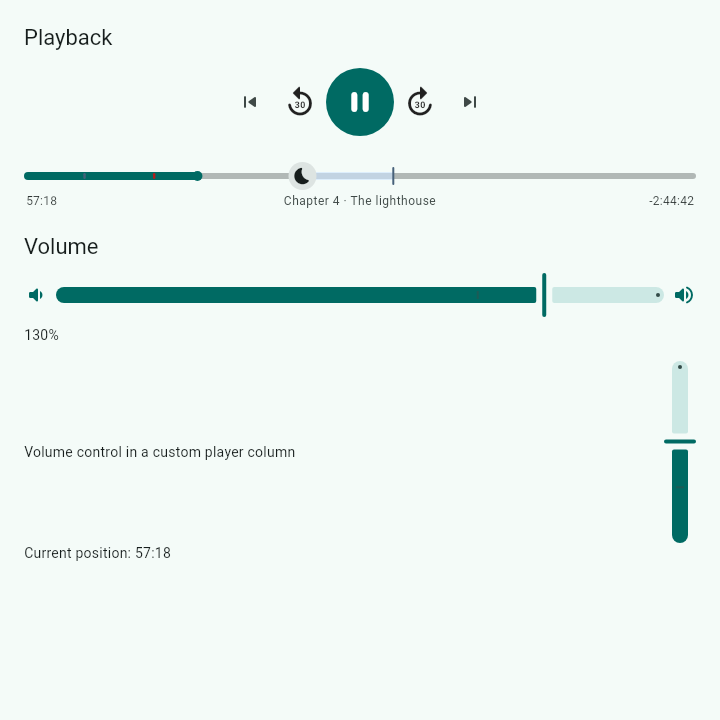 Playback
30
30
57:18
Chapter 4 · The lighthouse
-2:44:42
Volume
130%
Volume control in a custom player column
Current position: 57:18